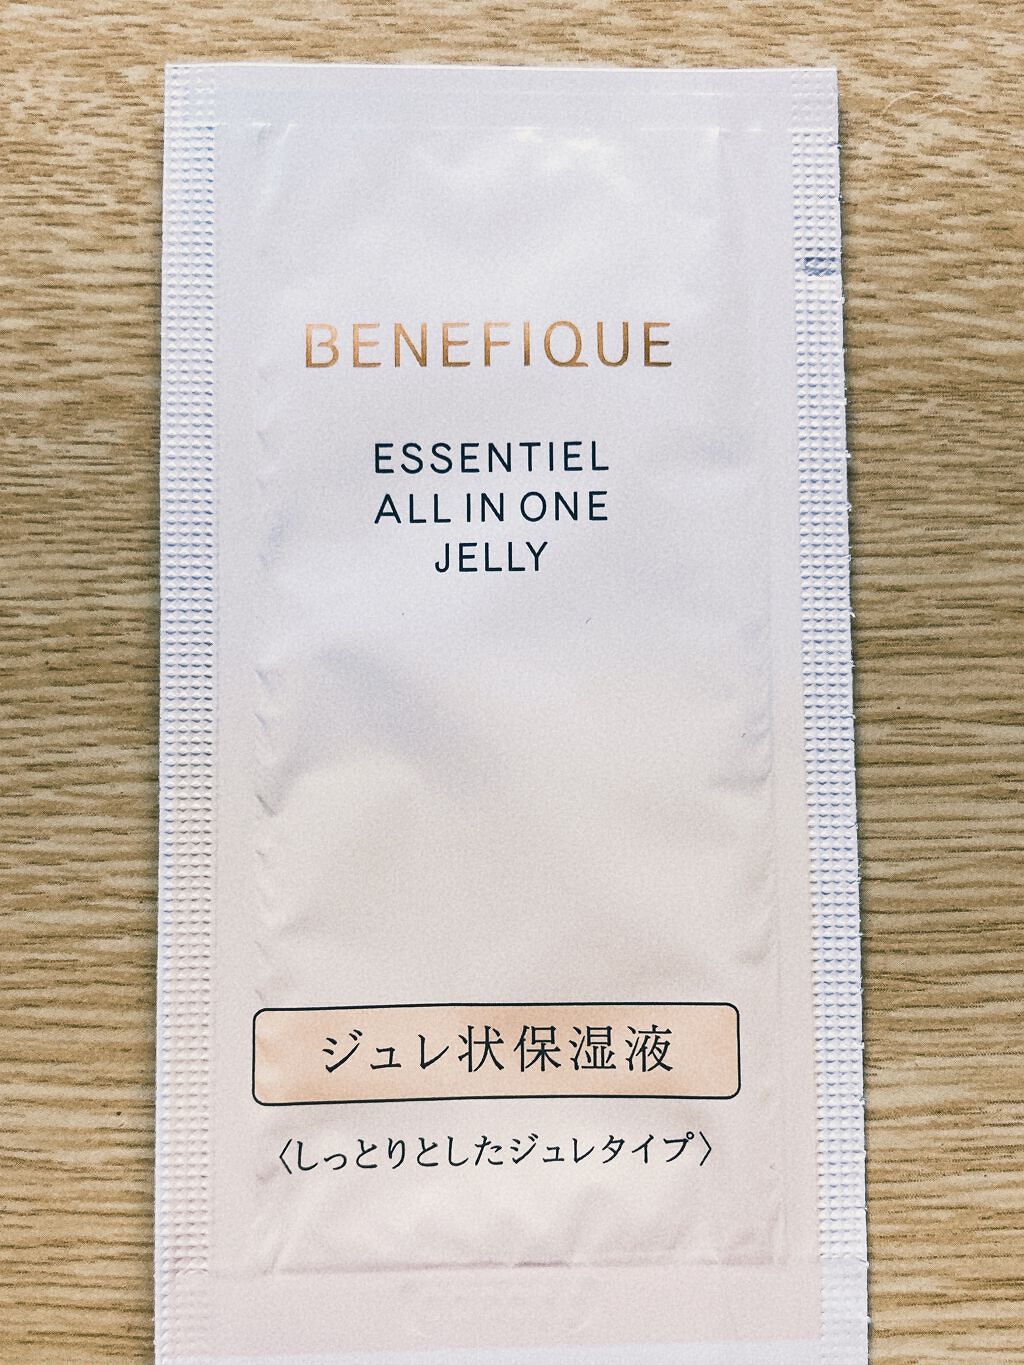 BENEFIQUE
ESSENTIEL
ALL IN ONE
JELLY
ジュレ状保湿液
〈しっとりとしたジュレタイプ〉